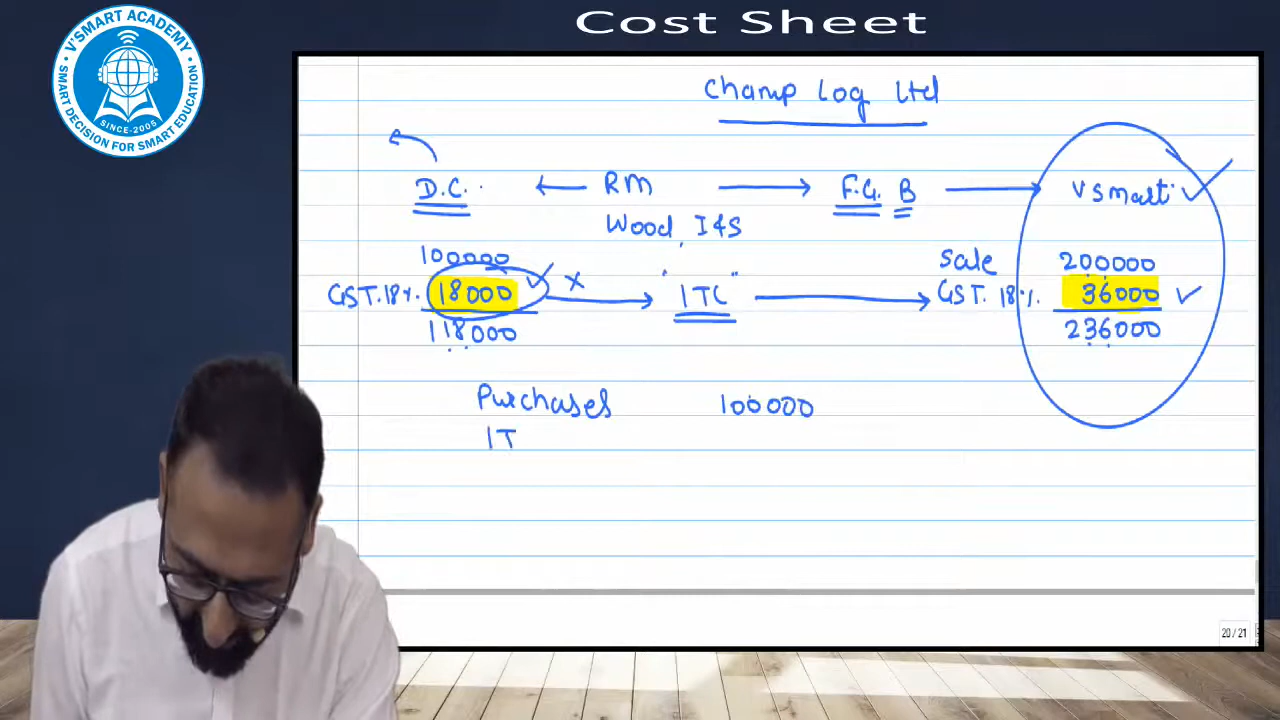 Cost Sheet
V'SMART ACADEMY
SMART DECISION FOR SMART EDUCATION
SINCE-2005
Champ Log Ltd
D.C. ← RM → F.G. B → V Smart ✓
Wood, I&S
100000 Sale 200000
GST.18%. 18000 ✓ x → "ITC" → GST. 18%. 36000 ✓
118000 236000
Purchases 100000
IT
20 / 21